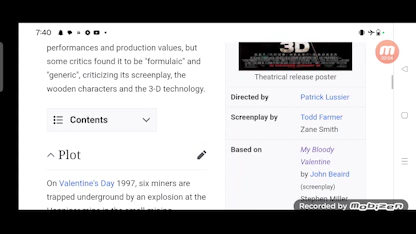 7:40
performances and production values, but
some critics found it to be "formulaic" and
"generic", criticizing its screenplay, the
wooden characters and the 3-D technology.
Contents
Plot
On Valentine's Day 1997, six miners are
trapped underground by an explosion at the
3D
Theatrical release poster
Directed by Patrick Lussier
Screenplay by Todd Farmer
Zane Smith
Based on My Bloody
Valentine
by John Beaird
(screenplay)
Stephen Miller
Recorded by mobizen